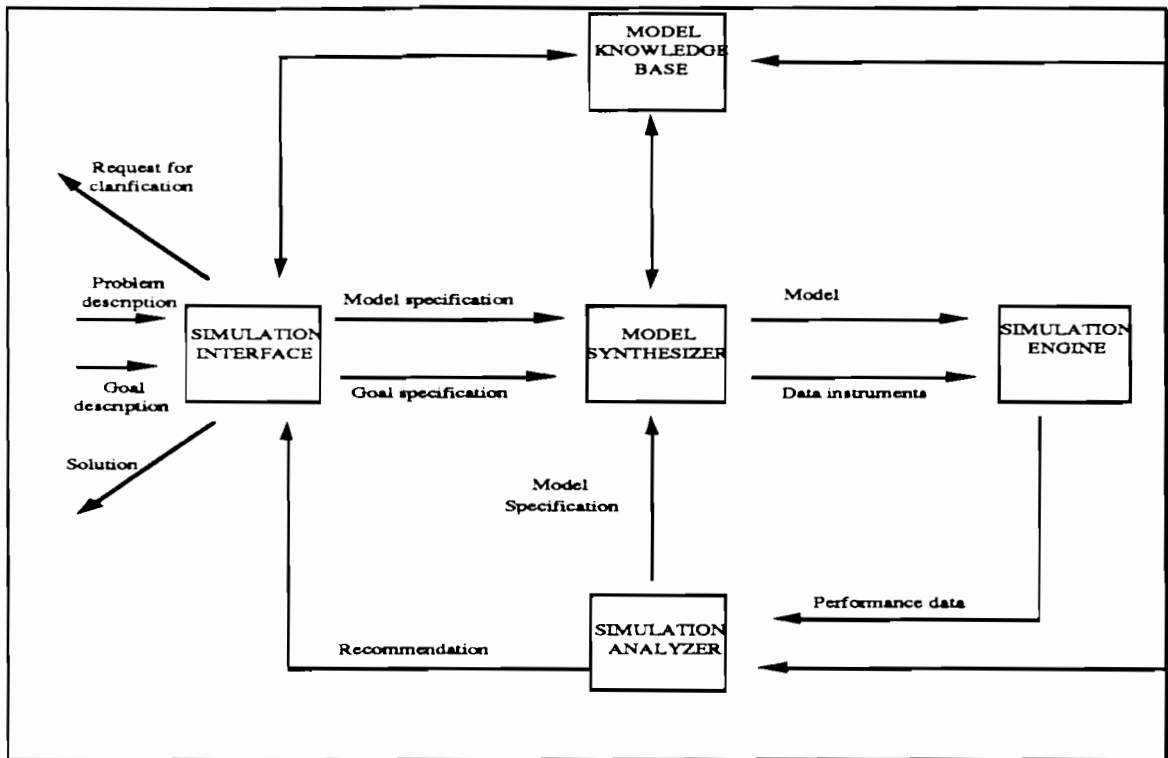 MODEL
KNOWLEDGE
BASE
Request for
clarification
Problem
description
Model specification
Model
SIMULATION
INTERFACE
MODEL
SYNTHESIZER
SIMULATION
ENGINE
Goal
description
Goal specification
Data instruments
Solution
Model
Specification
Performance data
Recommendation
SIMULATION
ANALYZER